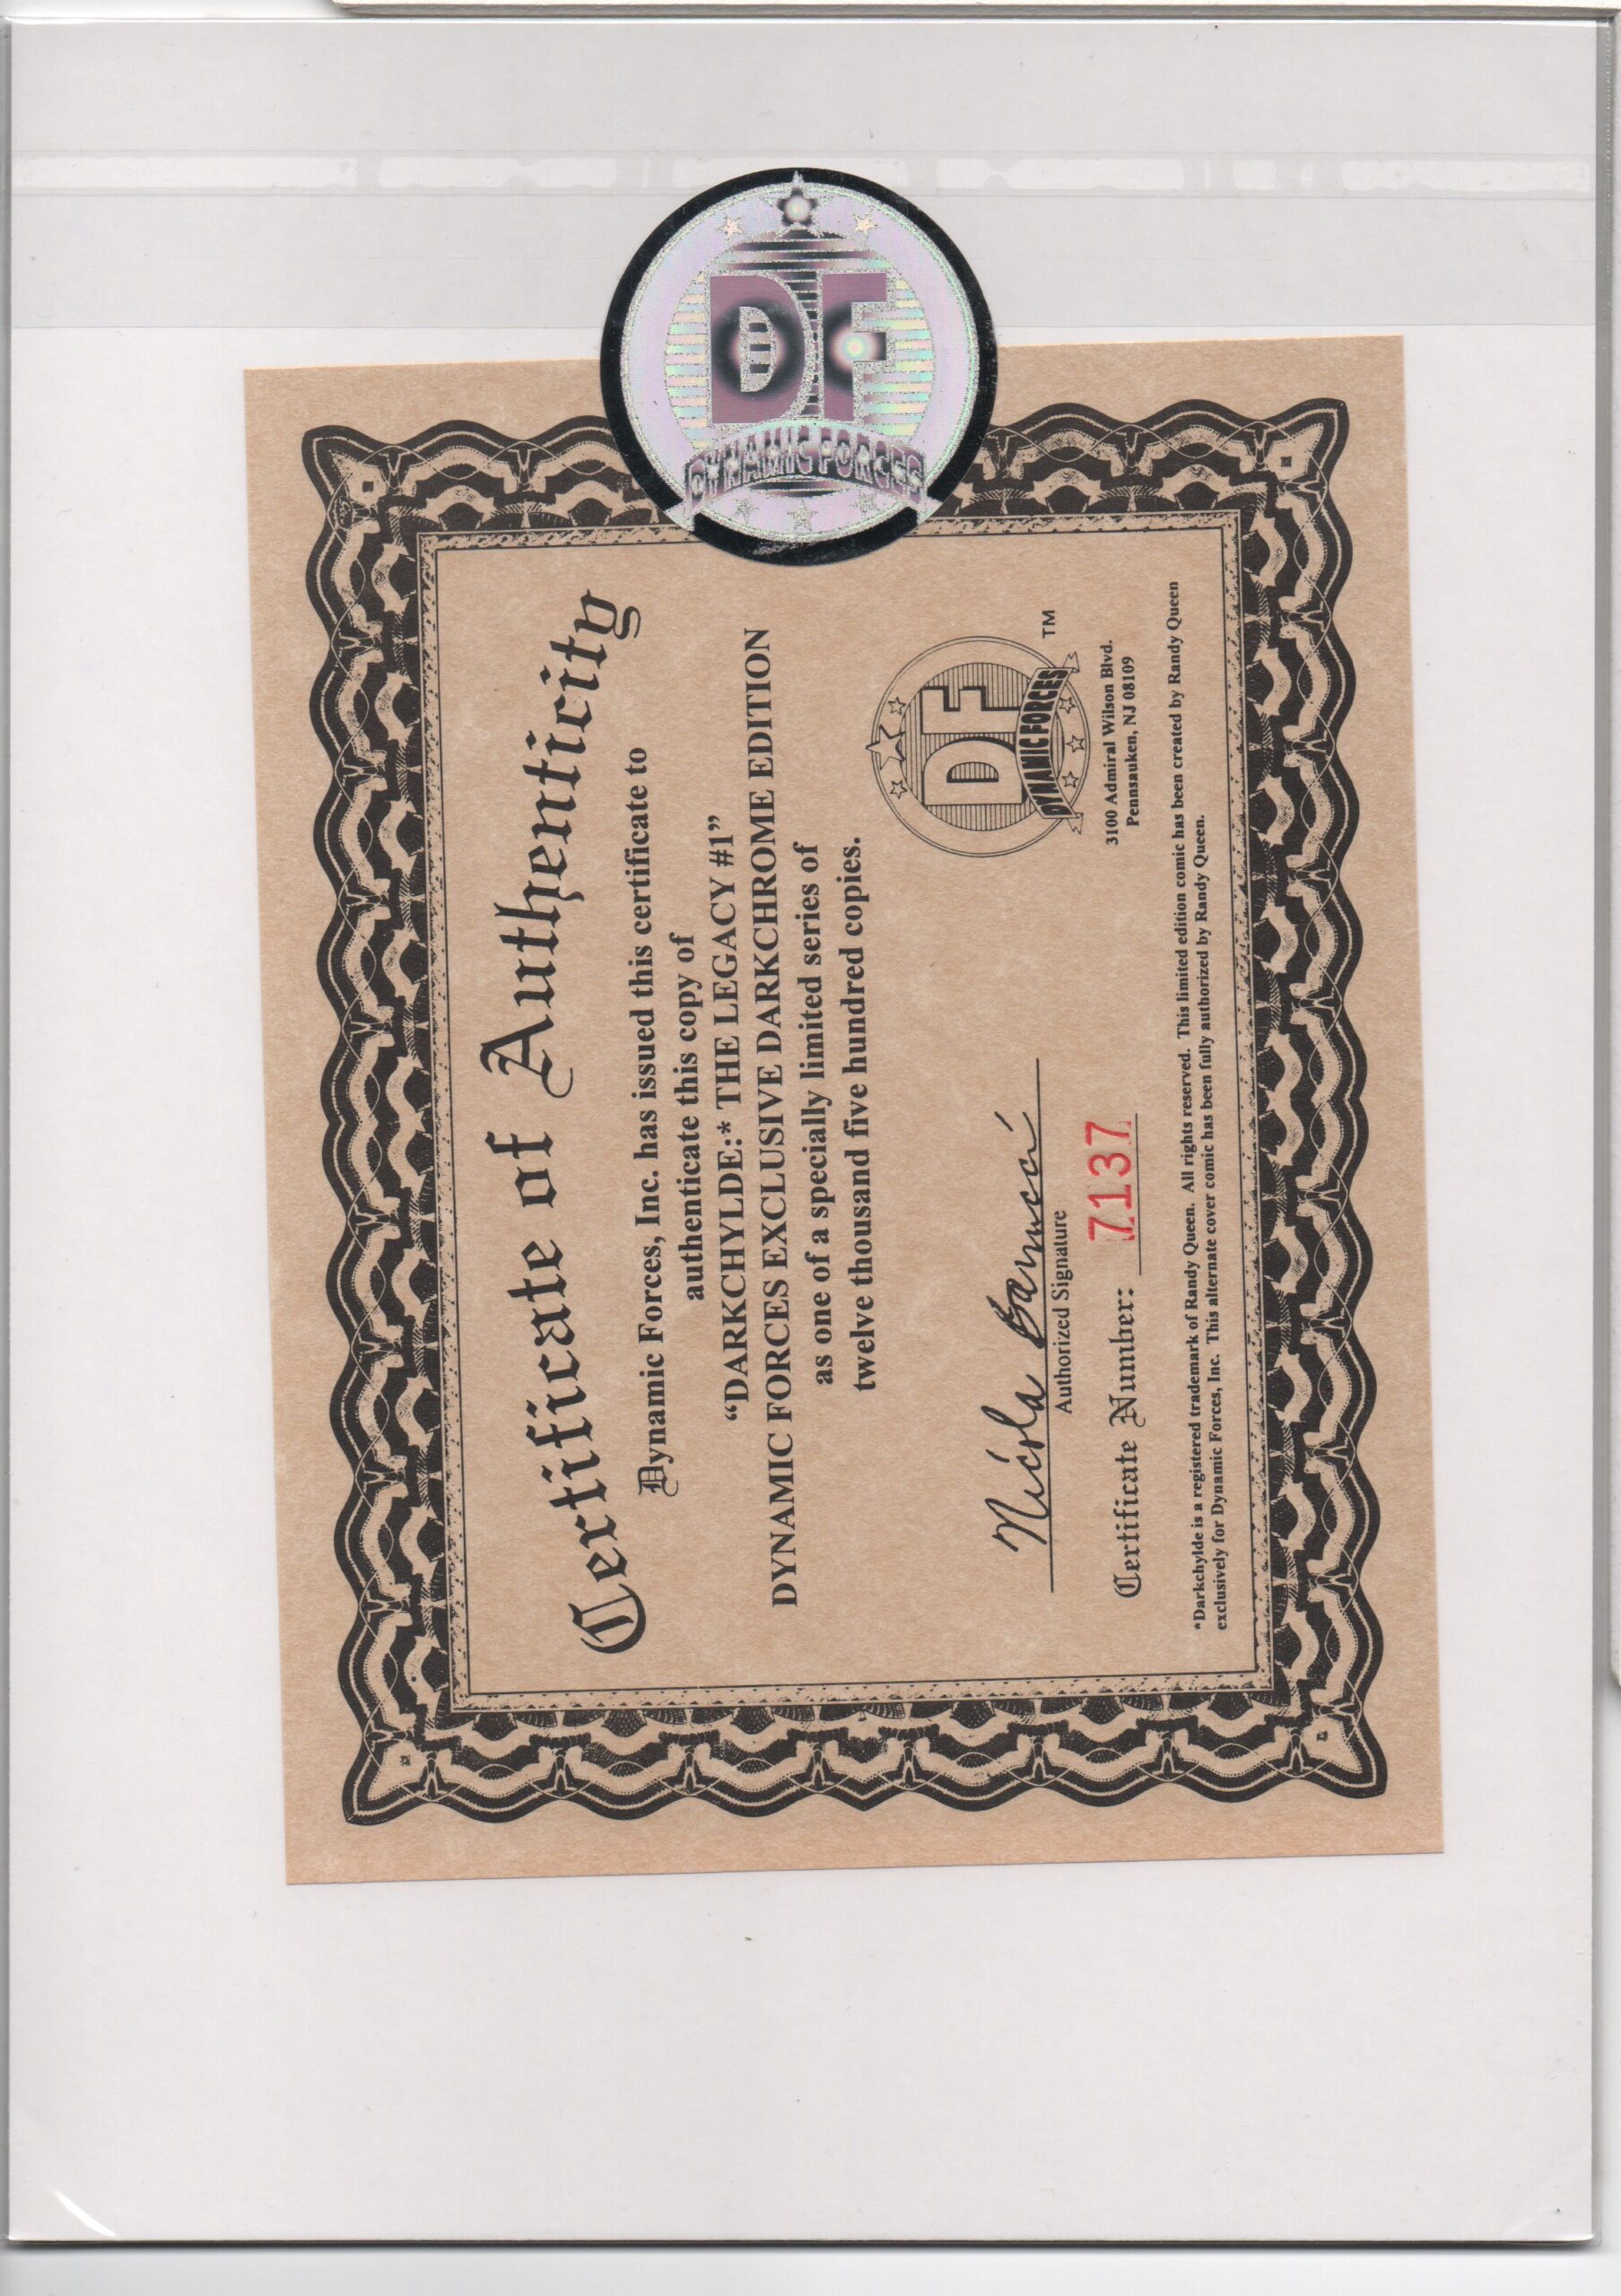 DF
DYNAMIC FORCES
Certificate of Authenticity
Dynamic Forces, Inc. has issued this certificate to
authenticate this copy of
“DARKCHYLDE:* THE LEGACY #1”
DYNAMIC FORCES EXCLUSIVE DARKCHROME EDITION
as one of a specially limited series of
twelve thousand five hundred copies.
DF
DYNAMIC FORCES
TM
3100 Admiral Wilson Blvd.
Pennsauken, NJ 08109
Authorized Signature
Certificate Number: 7137
*Darkchylde is a registered trademark of Randy Queen. All rights reserved. This limited edition comic has been created by Randy Queen
exclusively for Dynamic Forces, Inc. This alternate cover comic has been fully authorized by Randy Queen.